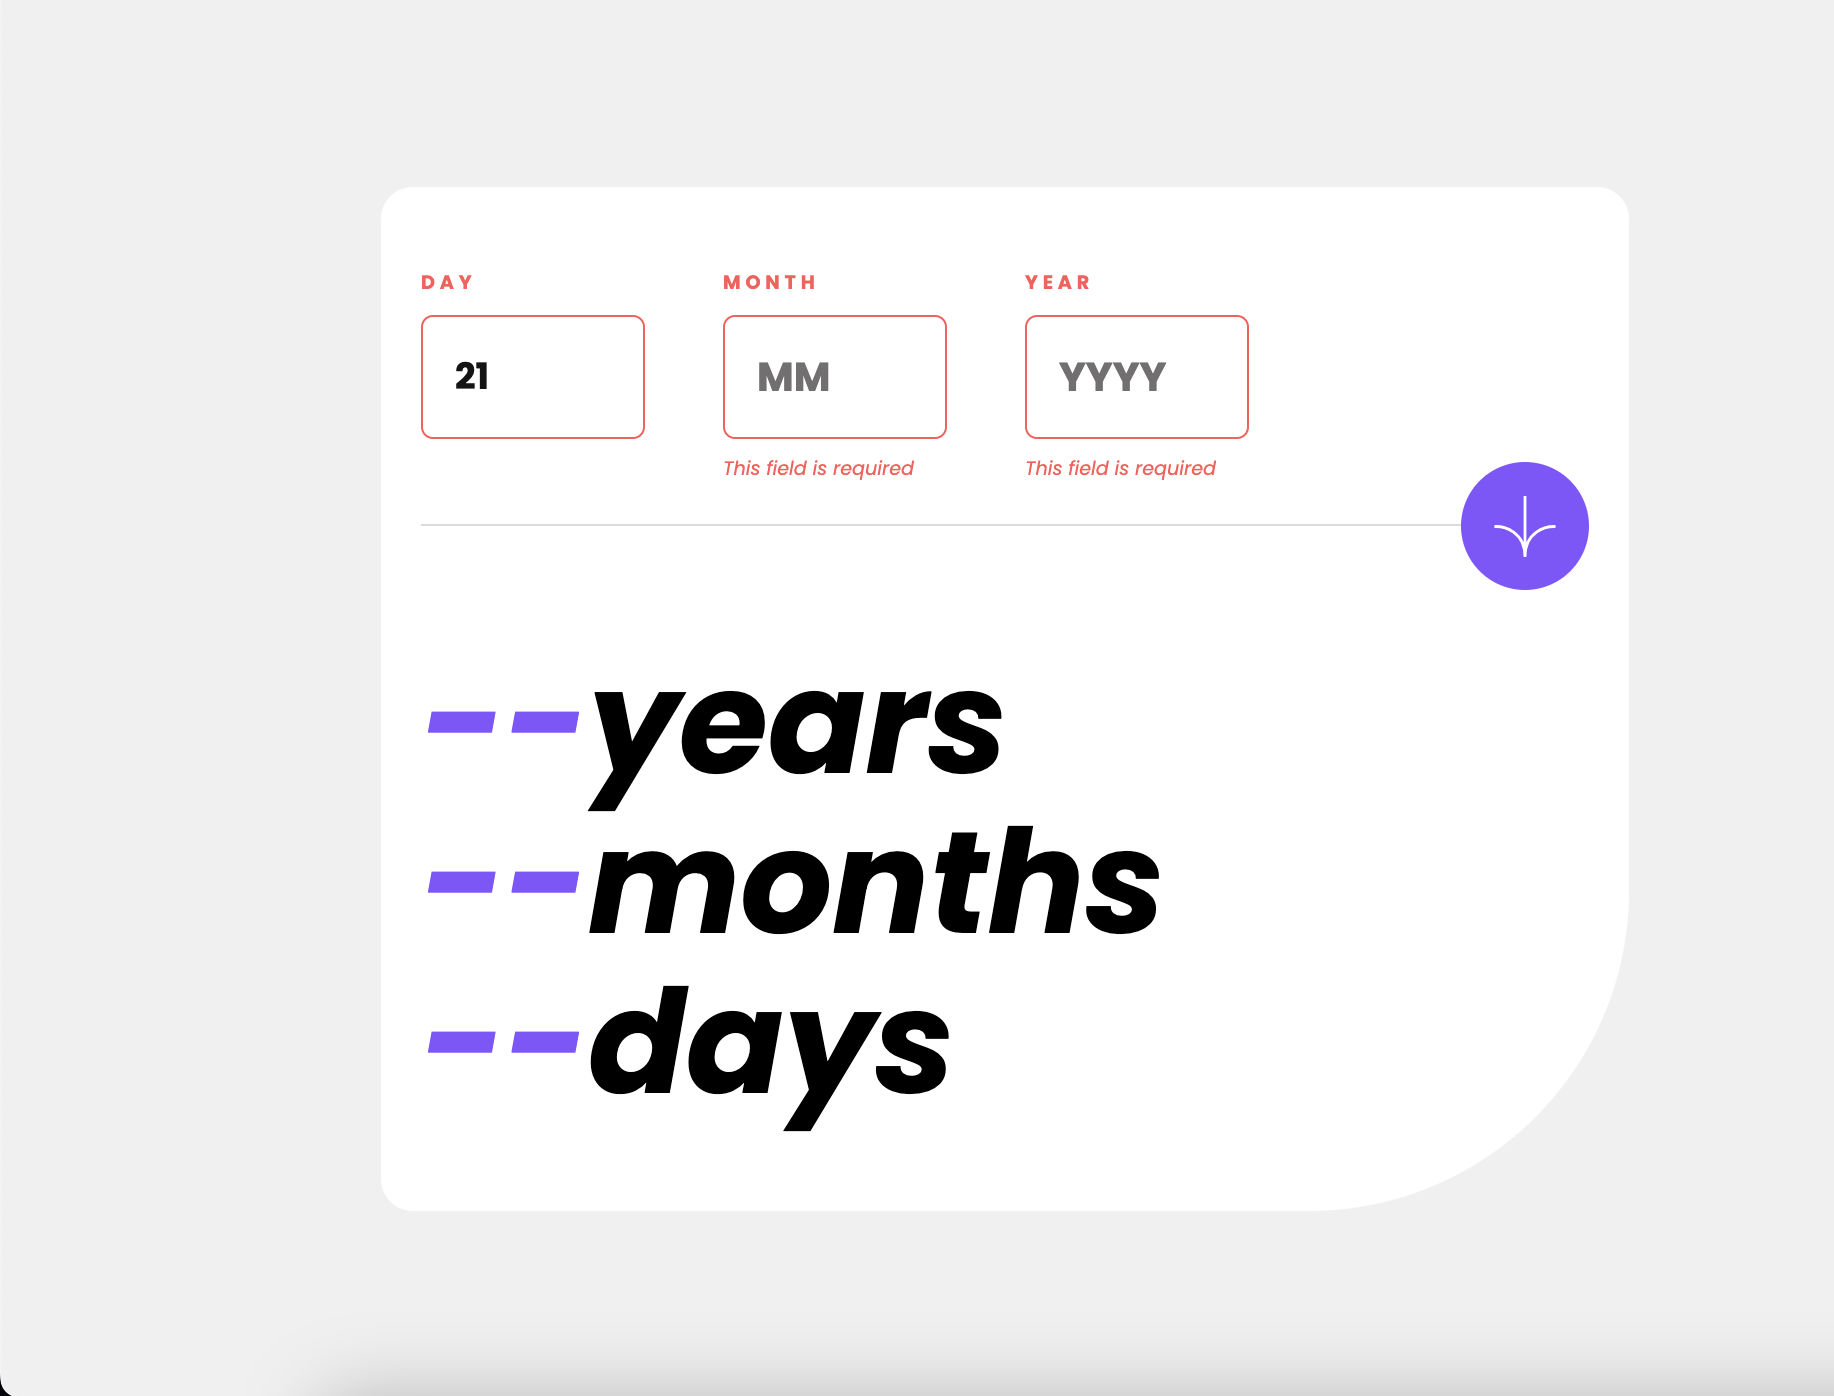 DAY MONTH YEAR
21 MM YYYY
This field is required This field is required
--years
--months
--days